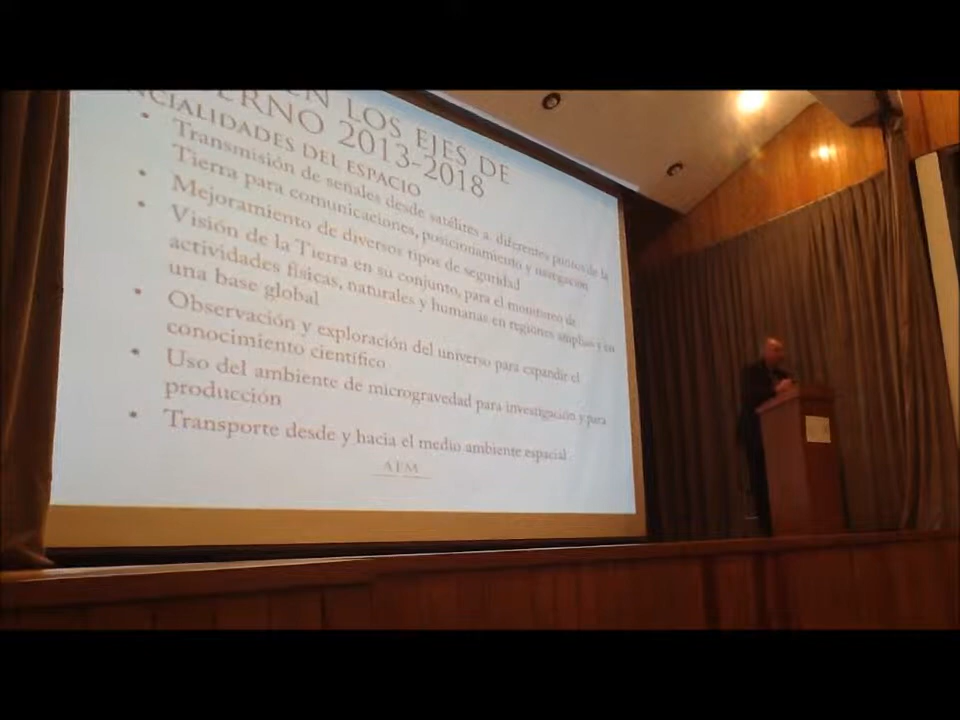 EN LOS EJES DE
ERNO 2013-2018
NCIALIDADES DEL ESPACIO
• Transmisión de señales desde satélites a diferentes puntos de la
Tierra para comunicaciones, posicionamiento y navegación
• Mejoramiento de diversos tipos de seguridad
• Visión de la Tierra en su conjunto, para el monitoreo de
actividades físicas, naturales y humanas en regiones amplias y en
una base global
• Observación y exploración del universo para expandir el
conocimiento científico
• Uso del ambiente de microgravedad para investigación y para
producción
• Transporte desde y hacia el medio ambiente espacial
AEM